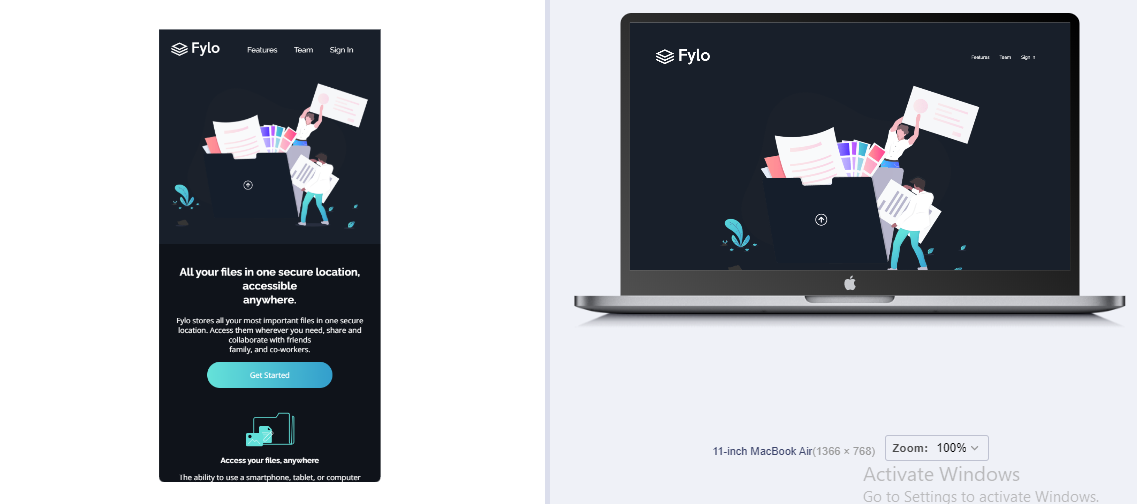 Fylo
Features Team Sign In
All your files in one secure location,
accessible
anywhere.
Fylo stores all your most important files in one secure
location. Access them wherever you need, share and
collaborate with friends
family, and co-workers.
Get Started
Access your files, anywhere
The ability to use a smartphone, tablet, or computer
Fylo
Features Team Sign In
11-inch MacBook Air(1366 × 768)
Zoom: 100%
Activate Windows
Go to Settings to activate Windows.